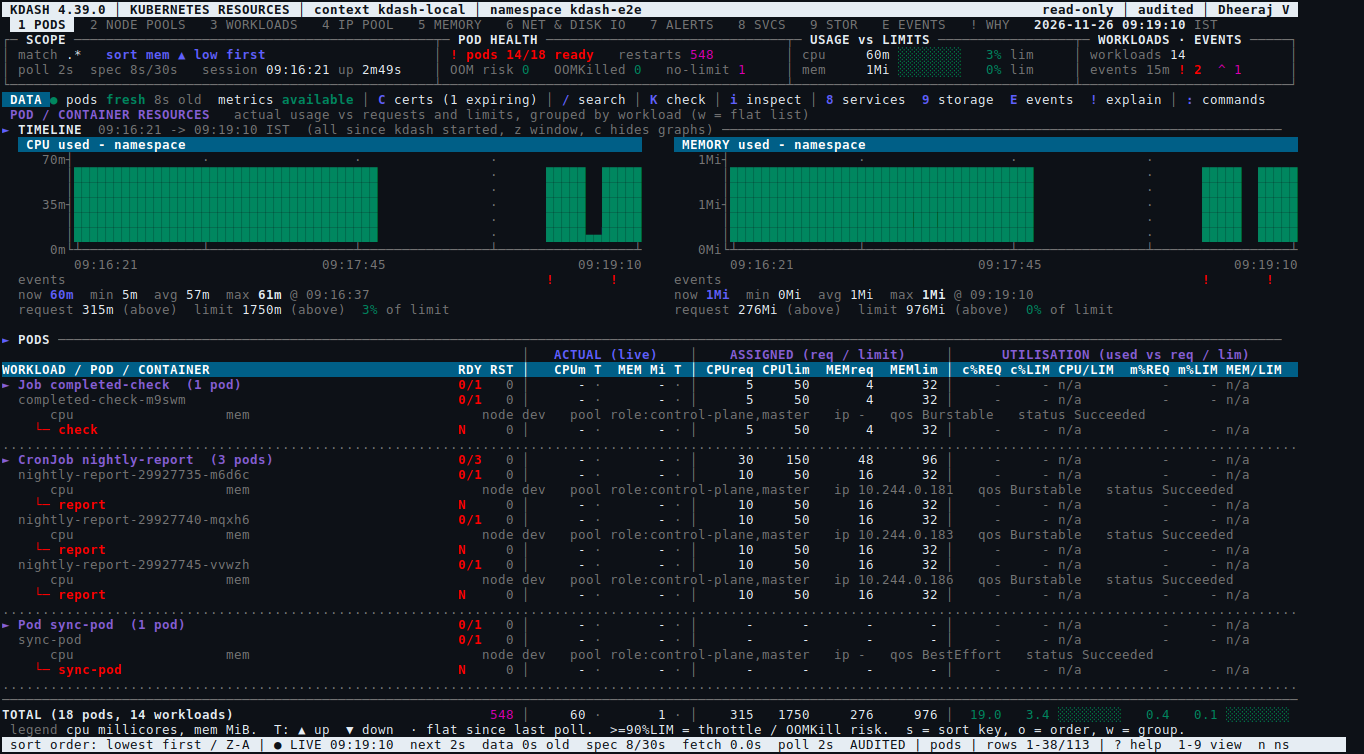 KDASH 4.39.0 │ KUBERNETES RESOURCES │ context kdash-local │ namespace kdash-e2e read-only │ audited │ Dheeraj V
1 PODS 2 NODE POOLS 3 WORKLOADS 4 IP POOL 5 MEMORY 6 NET & DISK IO 7 ALERTS 8 SVCS 9 STOR E EVENTS ! WHY 2026-11-26 09:19:10 IST
SCOPE POD HEALTH USAGE vs LIMITS WORKLOADS · EVENTS
match .* sort mem ▲ low first ! pods 14/18 ready restarts 548 cpu 60m 3% lim workloads 14
poll 2s spec 8s/30s session 09:16:21 up 2m49s OOM risk 0 OOMKilled 0 no-limit 1 mem 1Mi 0% lim events 15m ! 2 ^ 1
DATA ● pods fresh 8s old metrics available │ C certs (1 expiring) │ / search │ K check │ i inspect │ 8 services 9 storage E events ! explain │ : commands
POD / CONTAINER RESOURCES actual usage vs requests and limits, grouped by workload (w = flat list)
► TIMELINE 09:16:21 -> 09:19:10 IST (all since kdash started, z window, c hides graphs)
CPU used - namespace MEMORY used - namespace
70m 1Mi
35m 1Mi
0m 0Mi
09:16:21 09:17:45 09:19:10 09:16:21 09:17:45 09:19:10
events ! ! events ! !
now 60m min 5m avg 57m max 61m @ 09:16:37 now 1Mi min 0Mi avg 1Mi max 1Mi @ 09:19:10
request 315m (above) limit 1750m (above) 3% of limit request 276Mi (above) limit 976Mi (above) 0% of limit
► PODS
│ ACTUAL (live) │ ASSIGNED (req / limit) │ UTILISATION (used vs req / lim)
WORKLOAD / POD / CONTAINER RDY RST │ CPUm T MEM Mi T │ CPUreq CPUlim MEMreq MEMlim │ c%REQ c%LIM CPU/LIM m%REQ m%LIM MEM/LIM
► Job completed-check (1 pod) 0/1 0 │ - · - · │ 5 50 4 32 │ - - n/a - - n/a
completed-check-m9swm 0/1 0 │ - · - · │ 5 50 4 32 │ - - n/a - - n/a
cpu mem node dev pool role:control-plane,master ip - qos Burstable status Succeeded
└─ check N 0 │ - · - · │ 5 50 4 32 │ - - n/a - - n/a
► CronJob nightly-report (3 pods) 0/3 0 │ - · - · │ 30 150 48 96 │ - - n/a - - n/a
nightly-report-29927735-m6d6c 0/1 0 │ - · - · │ 10 50 16 32 │ - - n/a - - n/a
cpu mem node dev pool role:control-plane,master ip 10.244.0.181 qos Burstable status Succeeded
└─ report N 0 │ - · - · │ 10 50 16 32 │ - - n/a - - n/a
nightly-report-29927740-mqxh6 0/1 0 │ - · - · │ 10 50 16 32 │ - - n/a - - n/a
cpu mem node dev pool role:control-plane,master ip 10.244.0.183 qos Burstable status Succeeded
└─ report N 0 │ - · - · │ 10 50 16 32 │ - - n/a - - n/a
nightly-report-29927745-vvwzh 0/1 0 │ - · - · │ 10 50 16 32 │ - - n/a - - n/a
cpu mem node dev pool role:control-plane,master ip 10.244.0.186 qos Burstable status Succeeded
└─ report N 0 │ - · - · │ 10 50 16 32 │ - - n/a - - n/a
► Pod sync-pod (1 pod) 0/1 0 │ - · - · │ - - - - │ - - n/a - - n/a
sync-pod 0/1 0 │ - · - · │ - - - - │ - - n/a - - n/a
cpu mem node dev pool role:control-plane,master ip - qos BestEffort status Succeeded
└─ sync-pod N 0 │ - · - · │ - - - - │ - - n/a - - n/a
TOTAL (18 pods, 14 workloads) 548 │ 60 · 1 · │ 315 1750 276 976 │ 19.0 3.4 0.4 0.1
legend cpu millicores, mem MiB. T: ▲ up ▼ down · flat since last poll. >=90%LIM = throttle / OOMKill risk. s = sort key, o = order, w = group.
sort order: lowest first / Z-A │ ● LIVE 09:19:10 next 2s data 0s old spec 8/30s fetch 0.0s poll 2s AUDITED │ pods │ rows 1-38/113 │ ? help 1-9 view n ns